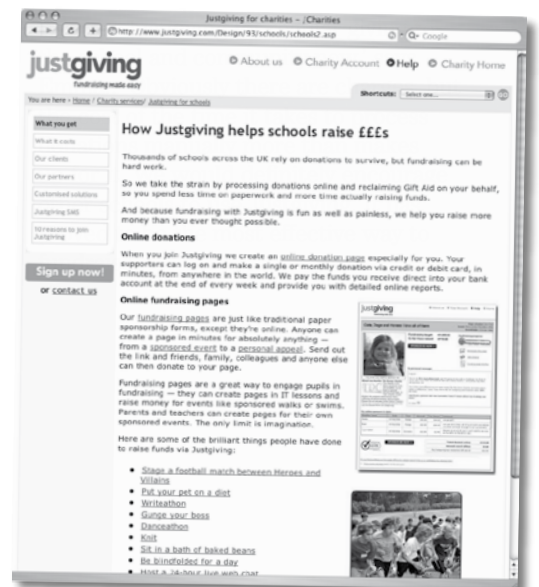 Justgiving for charities - jCharities
http://www.justgiving.com/Design/93/schools/schools2.asp
Google
justgiving
fundraising made easy
About us
Charity Account
Help
Charity Home
Shortcuts: Select one...
You are here > Home / Charity services/ Justgiving for schools
What you get
What it costs
Our clients
Our partners
Customised solutions
Justgiving SMS
10 reasons to join
Justgiving
Sign up now!
or contact us
How Justgiving helps schools raise £££s
Thousands of schools across the UK rely on donations to survive, but fundraising can be
hard work.
So we take the strain by processing donations online and reclaiming Gift Aid on your behalf,
so you spend less time on paperwork and more time actually raising funds.
And because fundraising with Justgiving is fun as well as painless, we help you raise more
money than you ever thought possible.
Online donations
When you join Justgiving we create an online donation page especially for you. Your
supporters can log on and make a single or monthly donation via credit or debit card, in
minutes, from anywhere in the world. We pay the funds you receive direct into your bank
account at the end of every week and provide you with detailed online reports.
Online fundraising pages
Our fundraising pages are just like traditional paper
sponsorship forms, except they're online. Anyone can
create a page in minutes for absolutely anything —
from a sponsored event to a personal appeal. Send out
the link and friends, family, colleagues and anyone else
can then donate to your page.
Fundraising pages are a great way to engage pupils in
fundraising — they can create pages in IT lessons and
raise money for events like sponsored walks or swims.
Parents and teachers can create pages for their own
sponsored events. The only limit is imagination.
Here are some of the brilliant things people have done
to raise funds via Justgiving:
Stage a football match between Heroes and
Villains
Put your pet on a diet
Writeathon
Gunge your boss
Danceathon
Knit
Sit in a bath of baked beans
Be blindfolded for a day
Host a 24-hour live web chat
justgiving